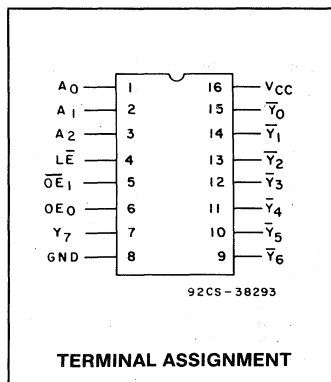 A0 1 16 VCC
A1 2 15 Y̅0
A2 3 14 Y̅1
LE̅ 4 13 Y̅2
O̅E̅1 5 12 Y̅3
OE0 6 11 Y̅4
Y7 7 10 Y̅5
GND 8 9 Y̅6
92CS-38293
TERMINAL ASSIGNMENT